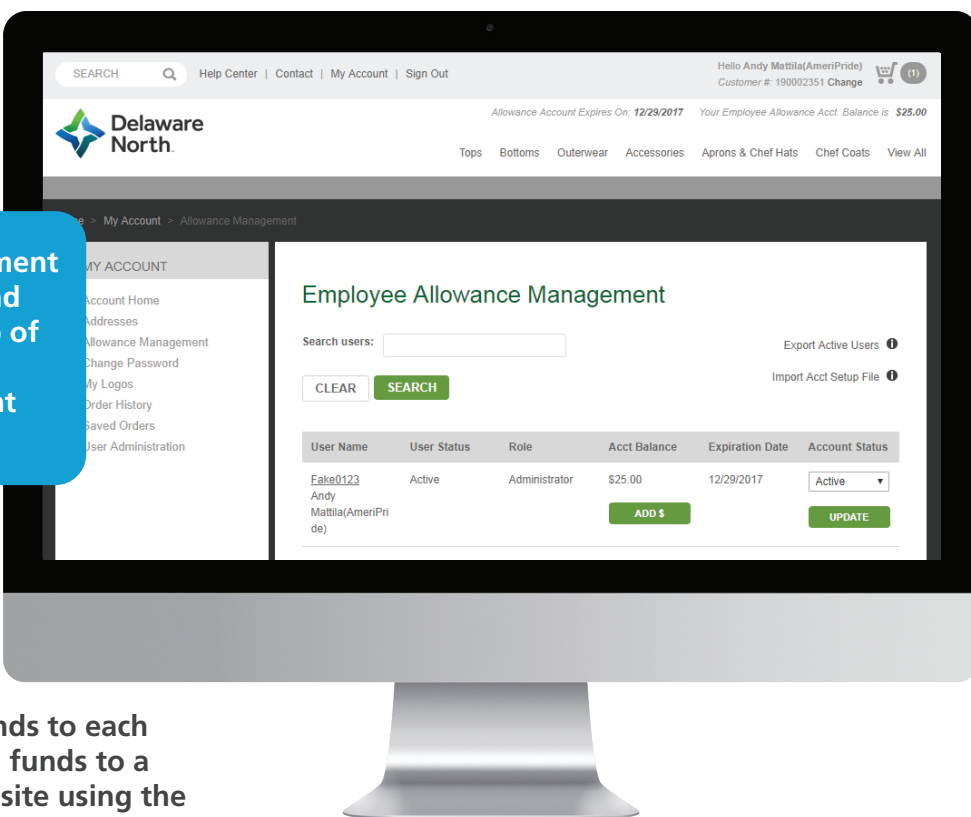 SEARCH Help Center | Contact | My Account | Sign Out
Hello Andy Mattila(AmeriPride)
Customer #: 190002351 Change
(1)
Delaware
North
Allowance Account Expires On: 12/29/2017 Your Employee Allowance Acct. Balance is $25.00
Tops Bottoms Outerwear Accessories Aprons & Chef Hats Chef Coats View All
> My Account > Allowance Management
of
MY ACCOUNT
Account Home
Addresses
Allowance Management
Change Password
My Logos
Order History
Saved Orders
User Administration
Employee Allowance Management
Search users:
CLEAR SEARCH
Export Active Users
Import Acct Setup File
User Name User Status Role Acct Balance Expiration Date Account Status
Fake0123 Active Administrator $25.00 12/29/2017 Active
Andy
Mattila(AmeriPri
de)
ADD $ UPDATE
to each
funds to a
site using the